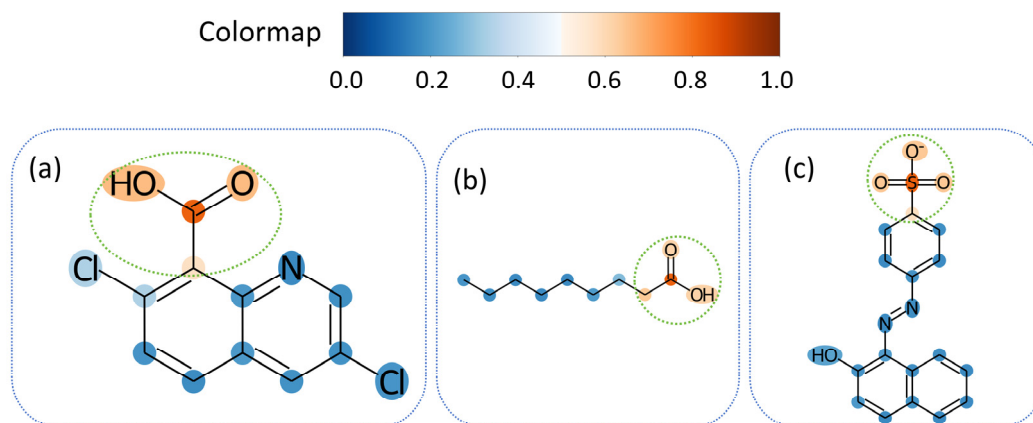 Colormap
0.0 0.2 0.4 0.6 0.8 1.0
(a)
HO O
Cl N
Cl
(b)
O
OH
(c)
O-
O S O
N
N
HO